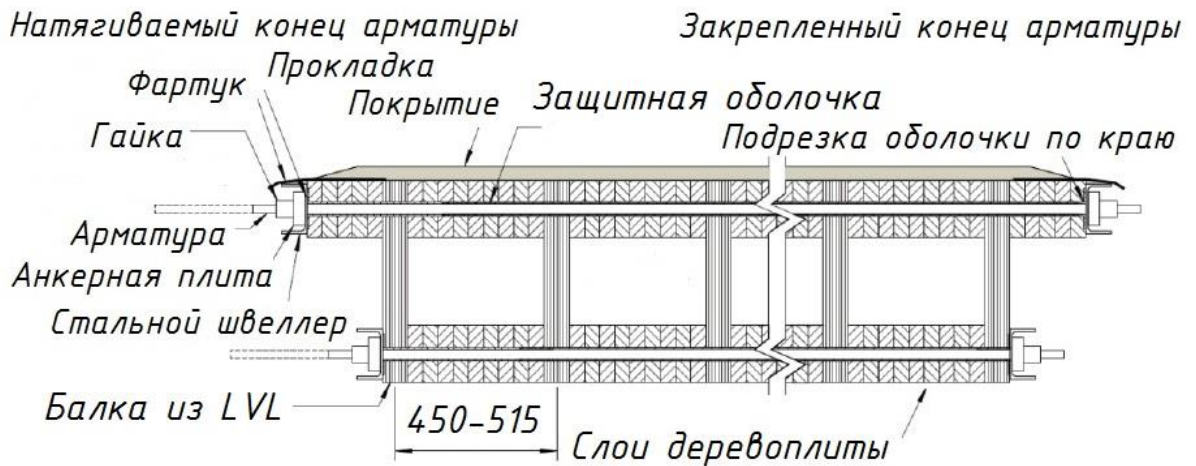 Натягиваемый конец арматуры
Закрепленный конец арматуры
Прокладка
Фартук
Покрытие
Защитная оболочка
Гайка
Подрезка оболочки по краю
Арматура
Анкерная плита
Стальной швеллер
Балка из LVL
450-515
Слои деревоплиты